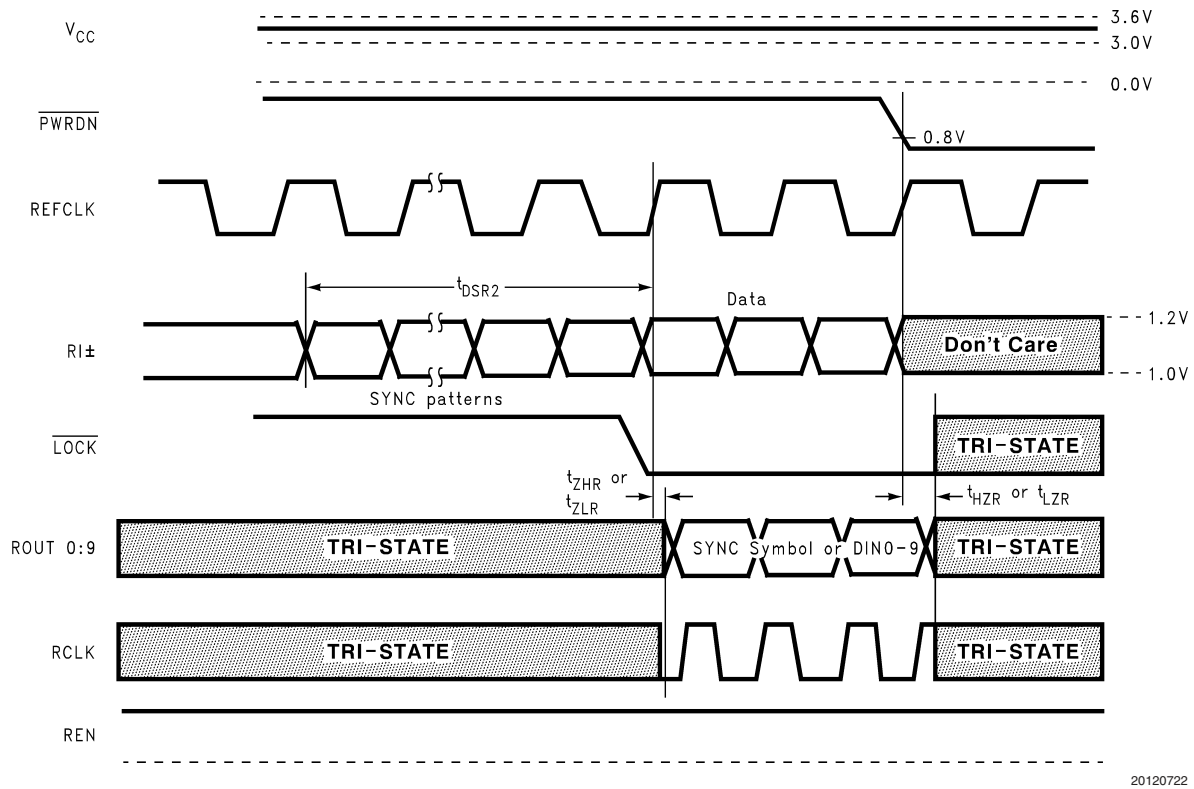 3.6V
VCC
3.0V
0.0V
PWRDN
0.8V
REFCLK
tDSR2
Data
1.2V
RI±
Don't Care
1.0V
SYNC patterns
LOCK
TRI-STATE
tZHR or
tZLR
tHZR or tLZR
ROUT 0:9
TRI-STATE
SYNC Symbol or DIN0-9
TRI-STATE
RCLK
TRI-STATE
TRI-STATE
REN
20120722